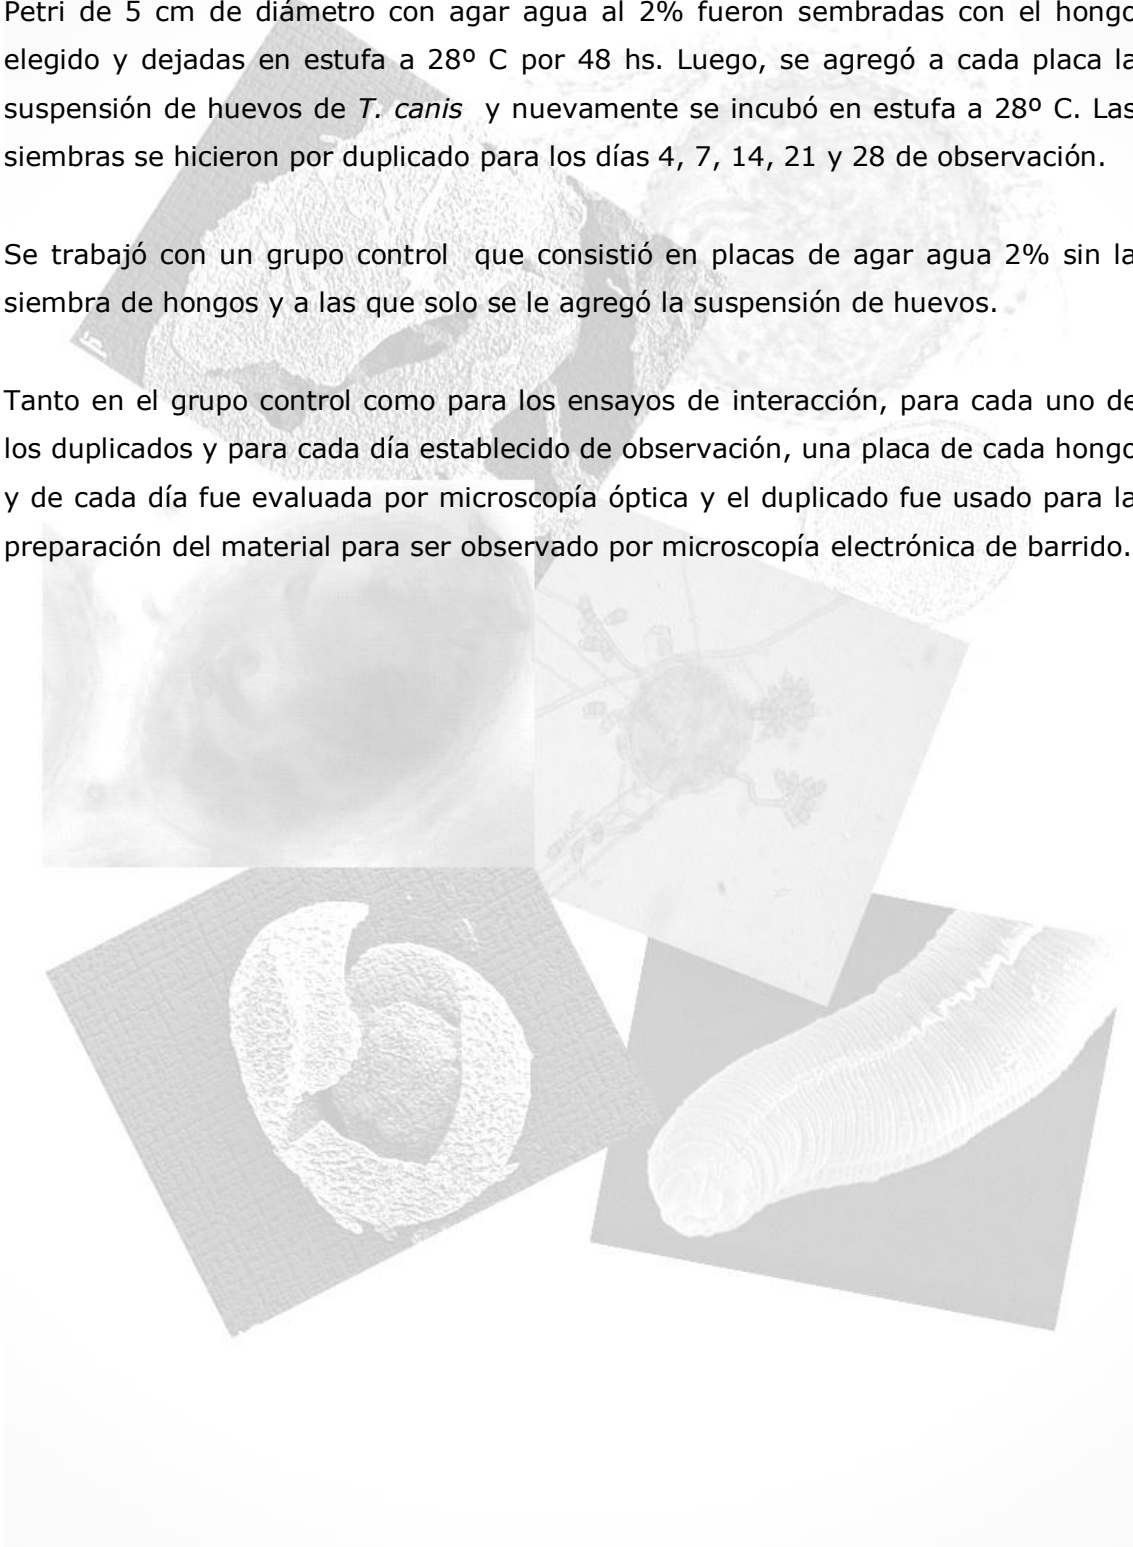 Petri de 5 cm de diámetro con agar agua al 2% fueron sembradas con el hongo
elegido y dejadas en estufa a 28º C por 48 hs. Luego, se agregó a cada placa la
suspensión de huevos de T. canis y nuevamente se incubó en estufa a 28º C. Las
siembras se hicieron por duplicado para los días 4, 7, 14, 21 y 28 de observación.
Se trabajó con un grupo control que consistió en placas de agar agua 2% sin la
siembra de hongos y a las que solo se le agregó la suspensión de huevos.
Tanto en el grupo control como para los ensayos de interacción, para cada uno de
los duplicados y para cada día establecido de observación, una placa de cada hongo
y de cada día fue evaluada por microscopía óptica y el duplicado fue usado para la
preparación del material para ser observado por microscopía electrónica de barrido.